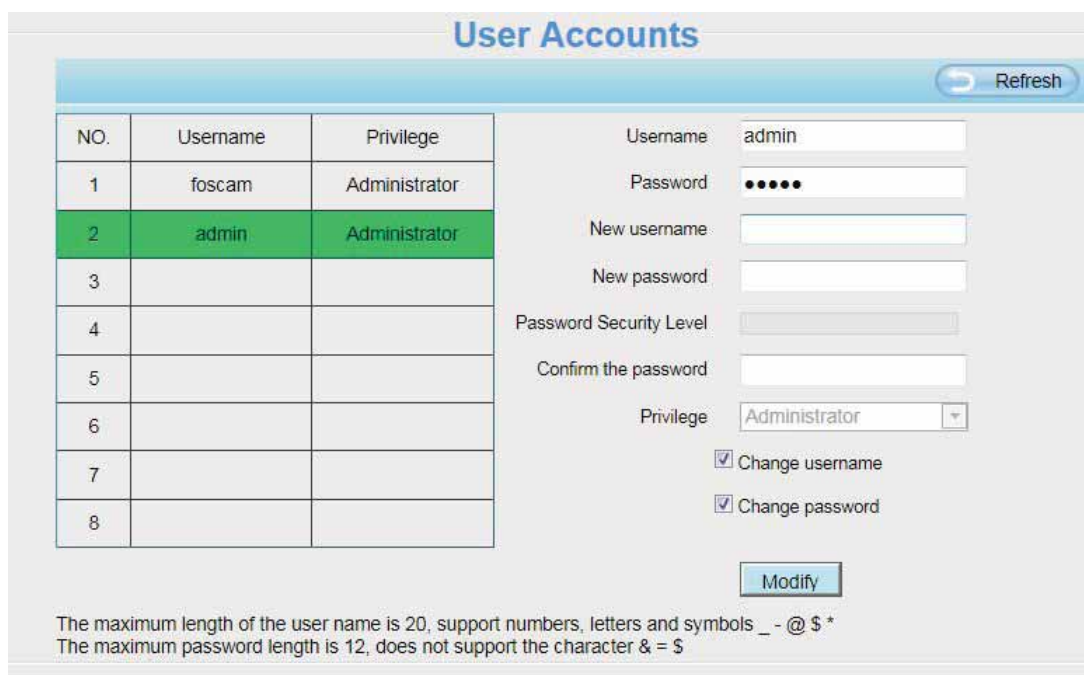 User Accounts
Refresh
NO. Username Privilege
1 foscam Administrator
2 admin Administrator
3
4
5
6
7
8
Username admin
Password •••••
New username
New password
Password Security Level
Confirm the password
Privilege Administrator
Change username
Change password
Modify
The maximum length of the user name is 20, support numbers, letters and symbols _ - @ $ *
The maximum password length is 12, does not support the character & = $